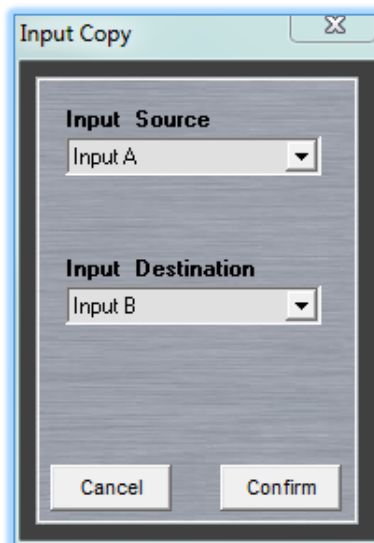 Input Copy
Input Source
Input A
Input Destination
Input B
Cancel Confirm